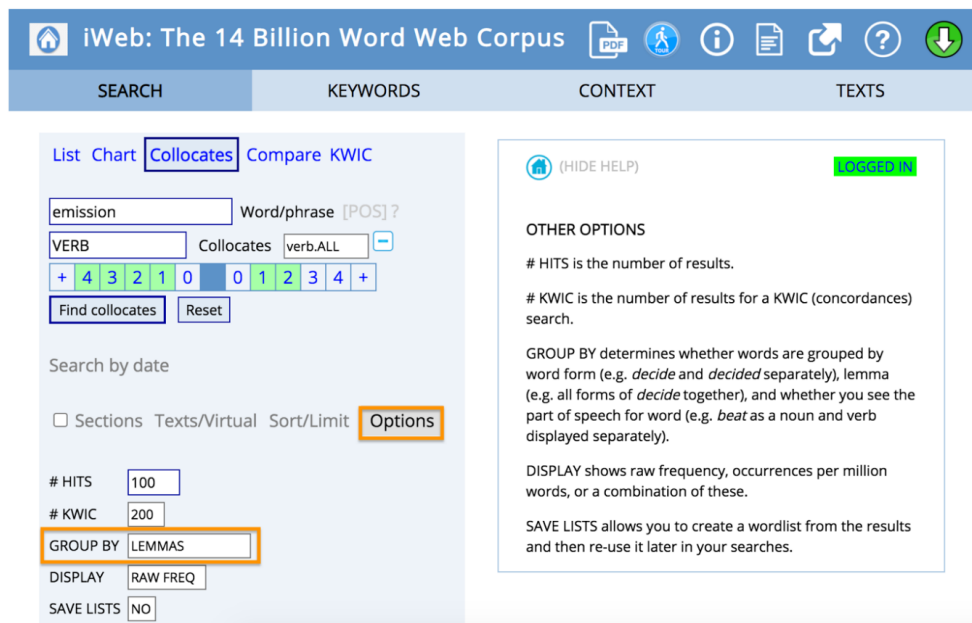 iWeb: The 14 Billion Word Web Corpus
PDF
TOUR
SEARCH KEYWORDS CONTEXT TEXTS
List Chart Collocates Compare KWIC
emission Word/phrase [POS] ?
VERB Collocates verb.ALL
+ 4 3 2 1 0 0 1 2 3 4 +
Find collocates Reset
Search by date
Sections Texts/Virtual Sort/Limit Options
# HITS 100
# KWIC 200
GROUP BY LEMMAS
DISPLAY RAW FREQ
SAVE LISTS NO
(HIDE HELP) LOGGED IN
OTHER OPTIONS
# HITS is the number of results.
# KWIC is the number of results for a KWIC (concordances)
search.
GROUP BY determines whether words are grouped by
word form (e.g. decide and decided separately), lemma
(e.g. all forms of decide together), and whether you see the
part of speech for word (e.g. beat as a noun and verb
displayed separately).
DISPLAY shows raw frequency, occurrences per million
words, or a combination of these.
SAVE LISTS allows you to create a wordlist from the results
and then re-use it later in your searches.